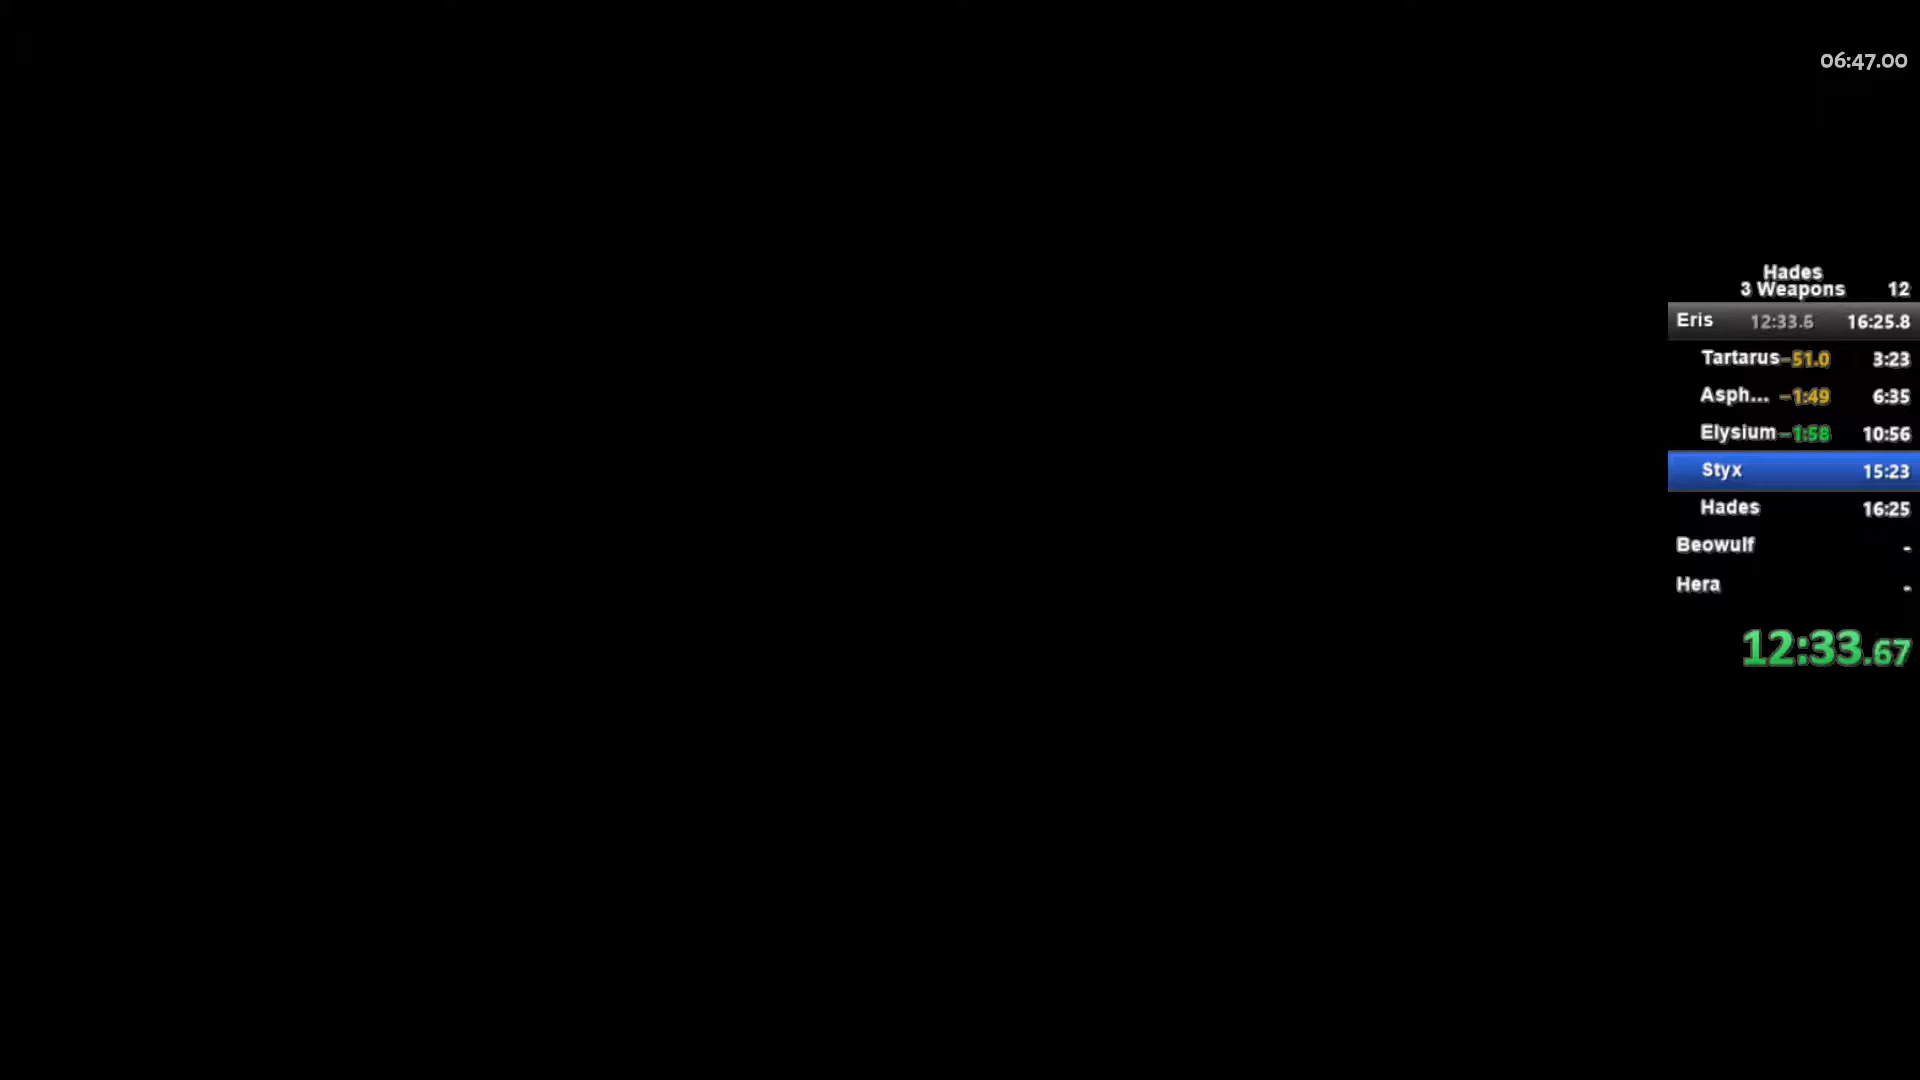 06:47.00
Hades
3 Weapons 12
Eris 12:33.6 16:25.8
Tartarus -51.0 3:23
Asph... -1:49 6:35
Elysium -1:58 10:56
Styx 15:23
Hades 16:25
Beowulf -
Hera -
12:33.67